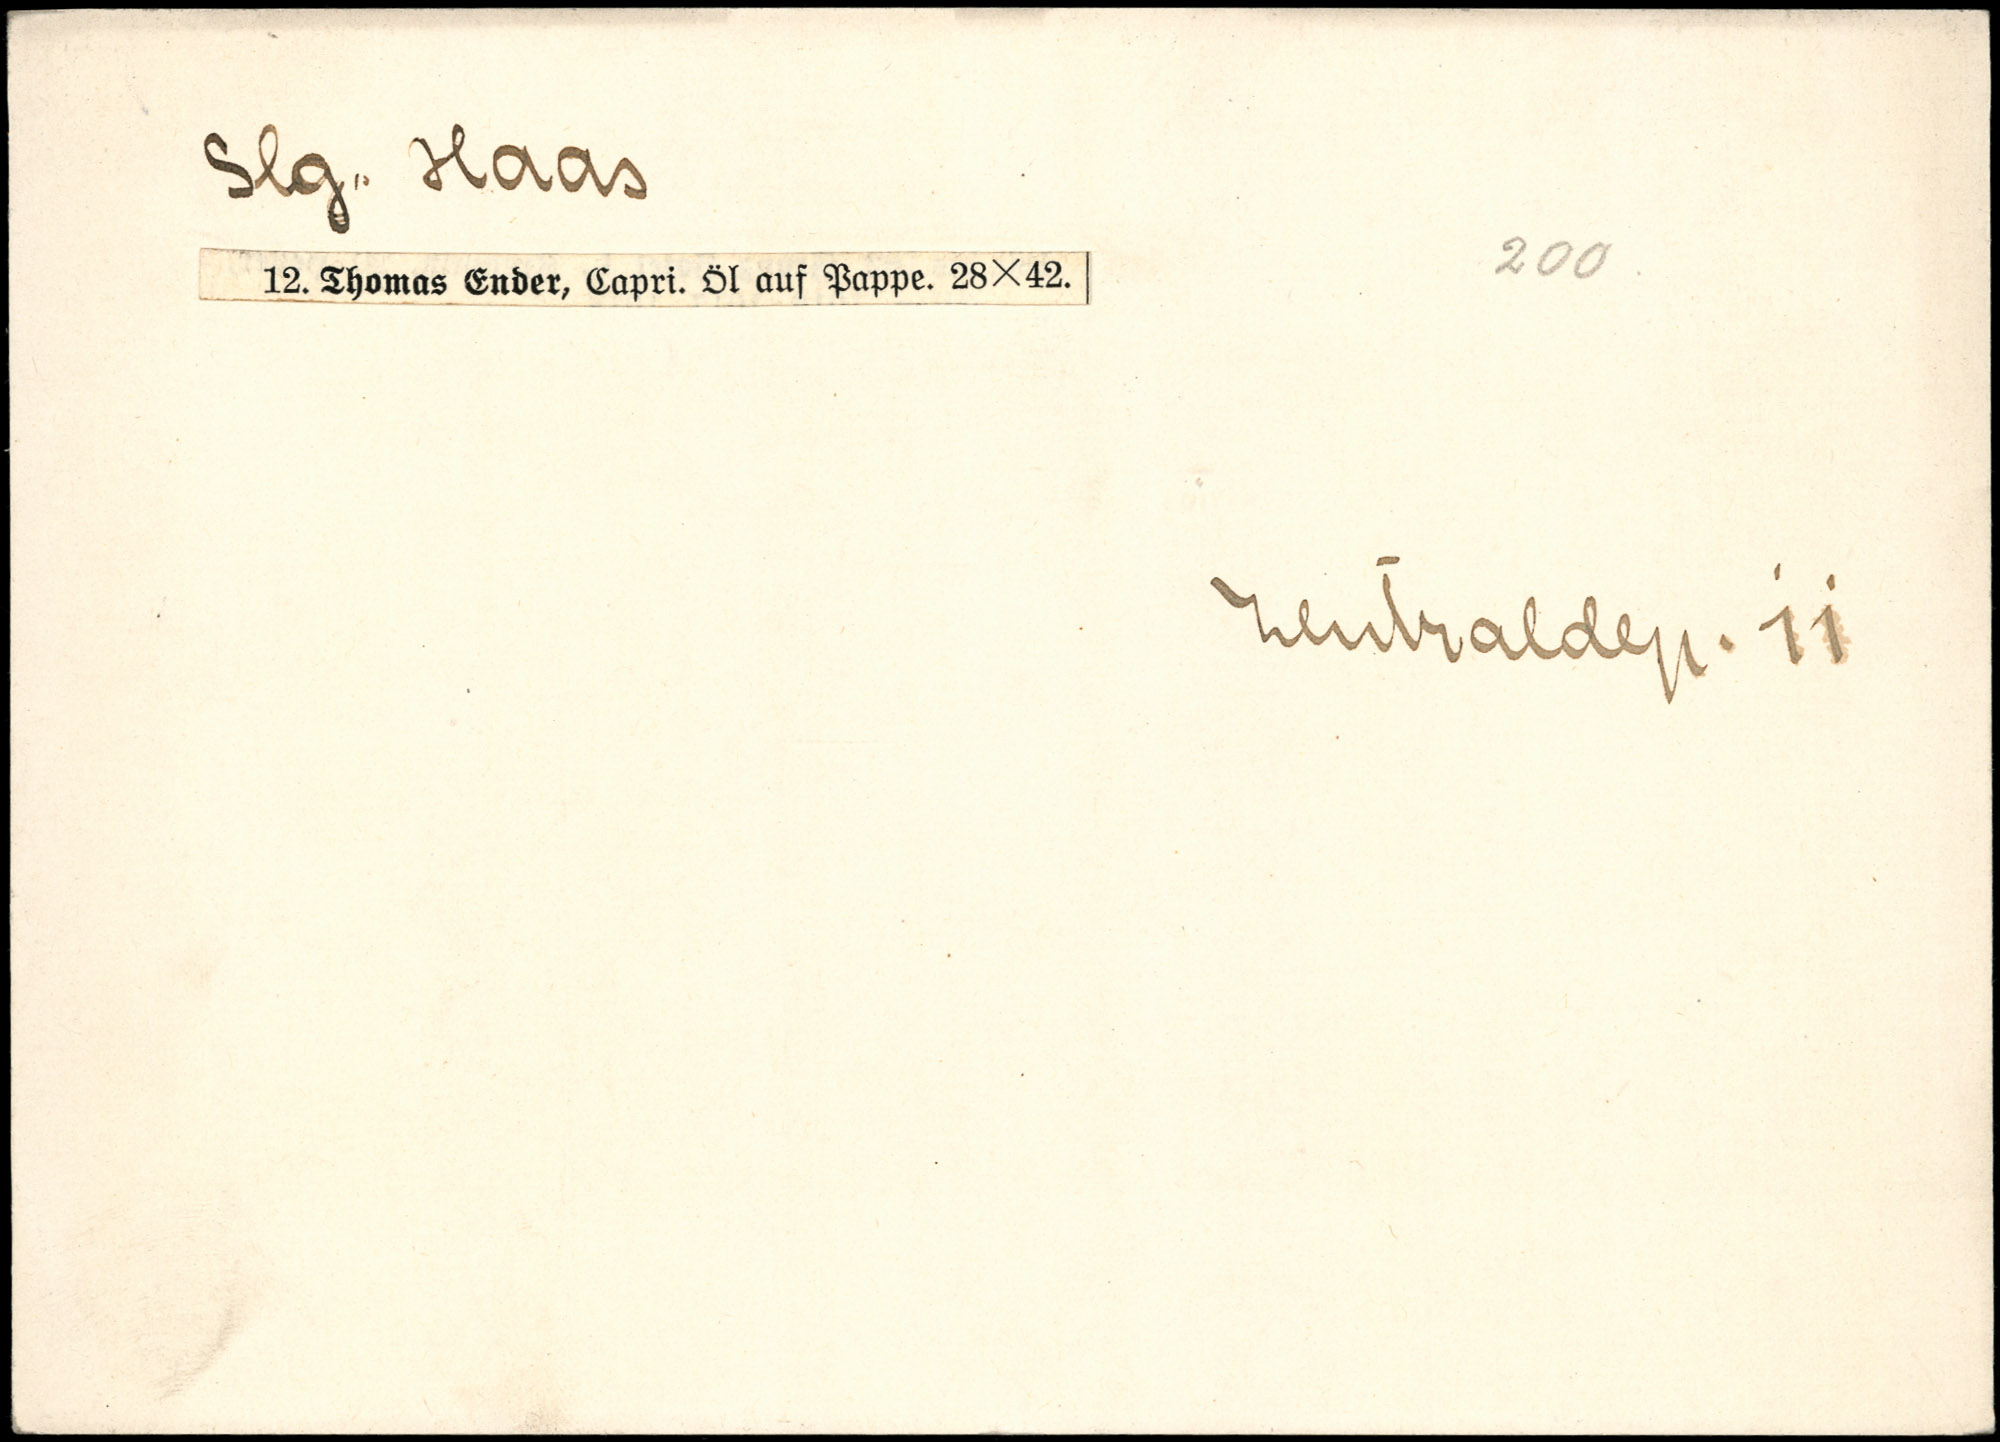 Slg. Haas
12. Thomas Ender, Capri. Öl auf Pappe. 28×42.
200
Zentraldep. ii